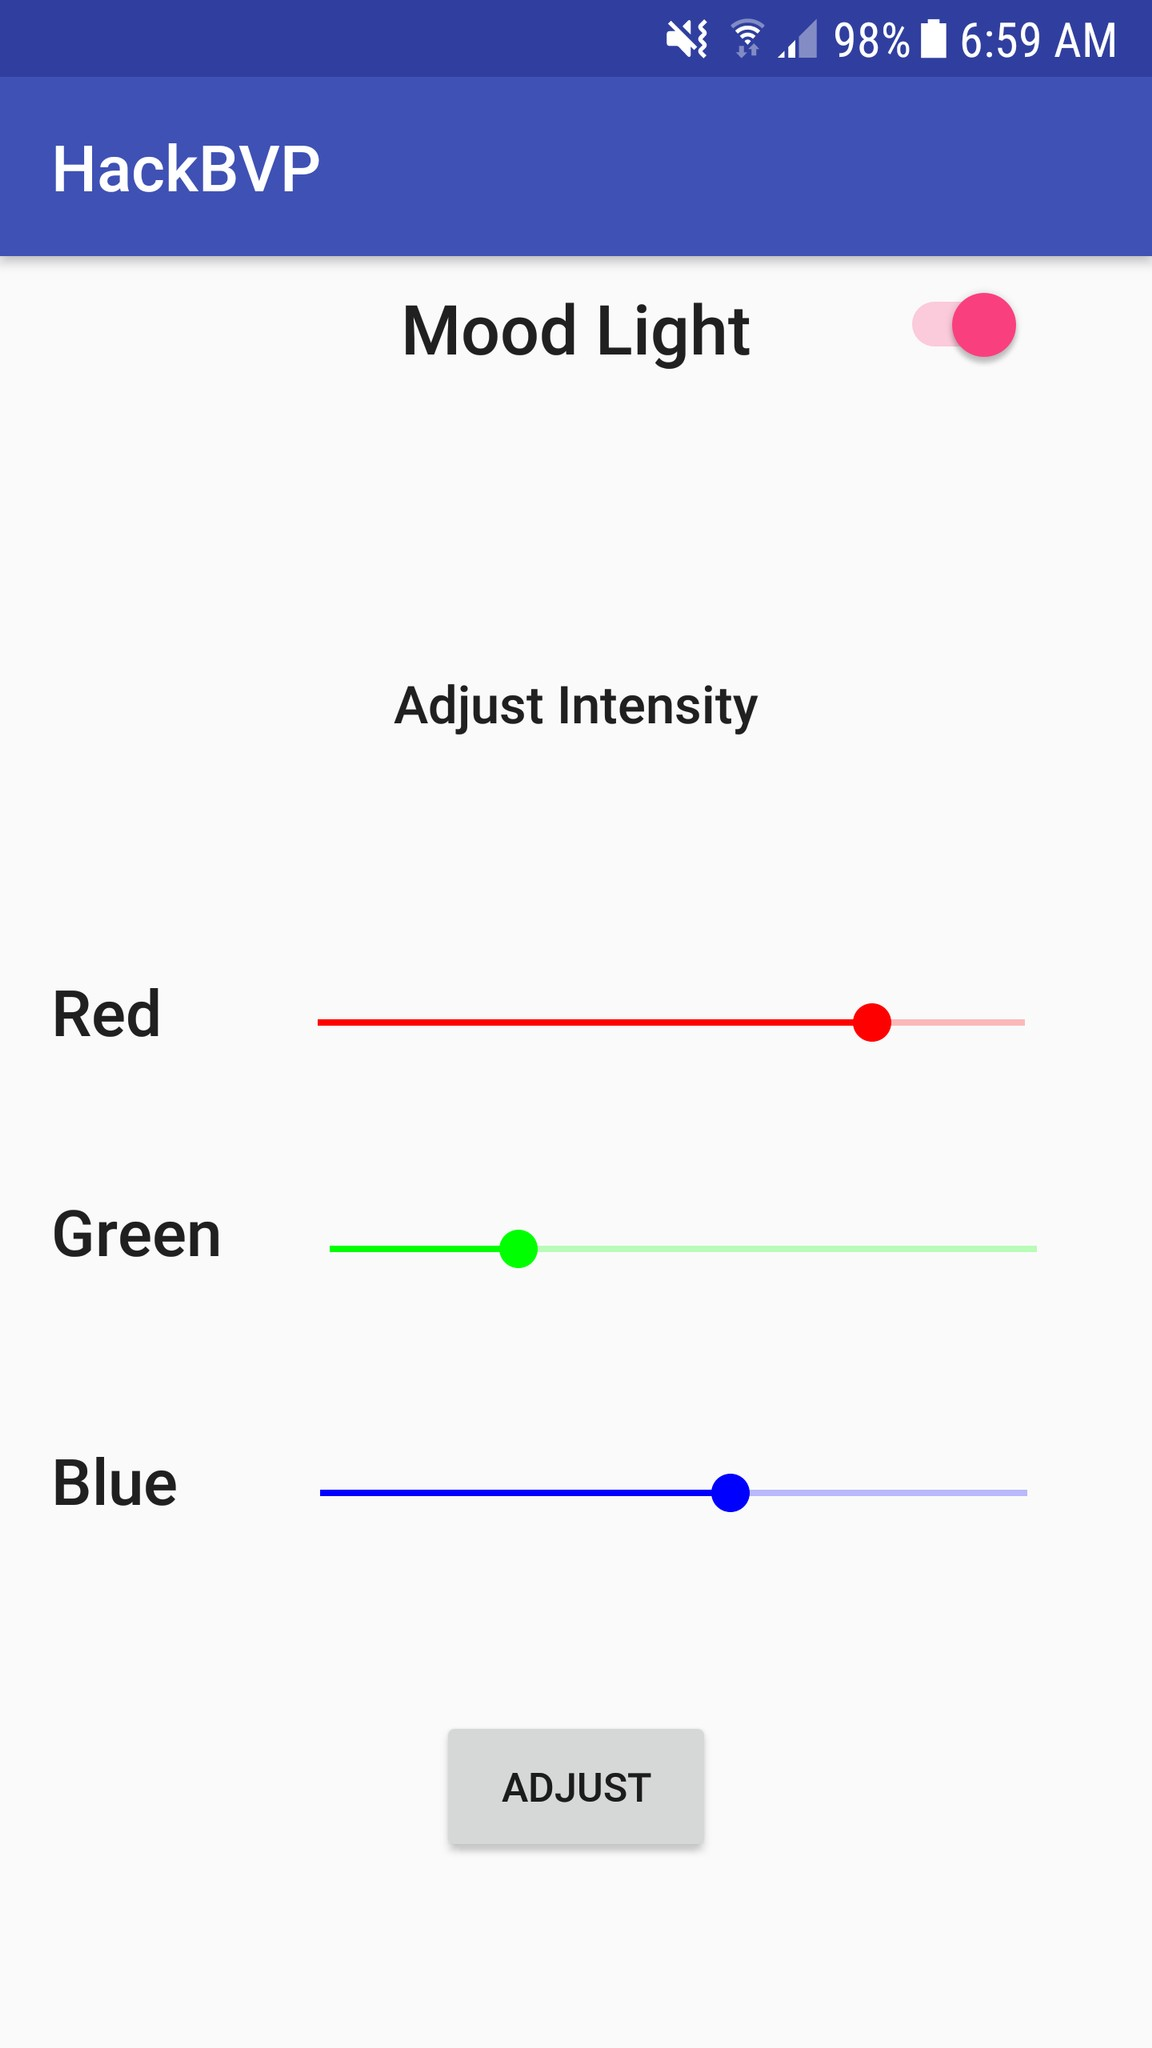 98% 6:59 AM
HackBVP
Mood Light
Adjust Intensity
Red
Green
Blue
ADJUST